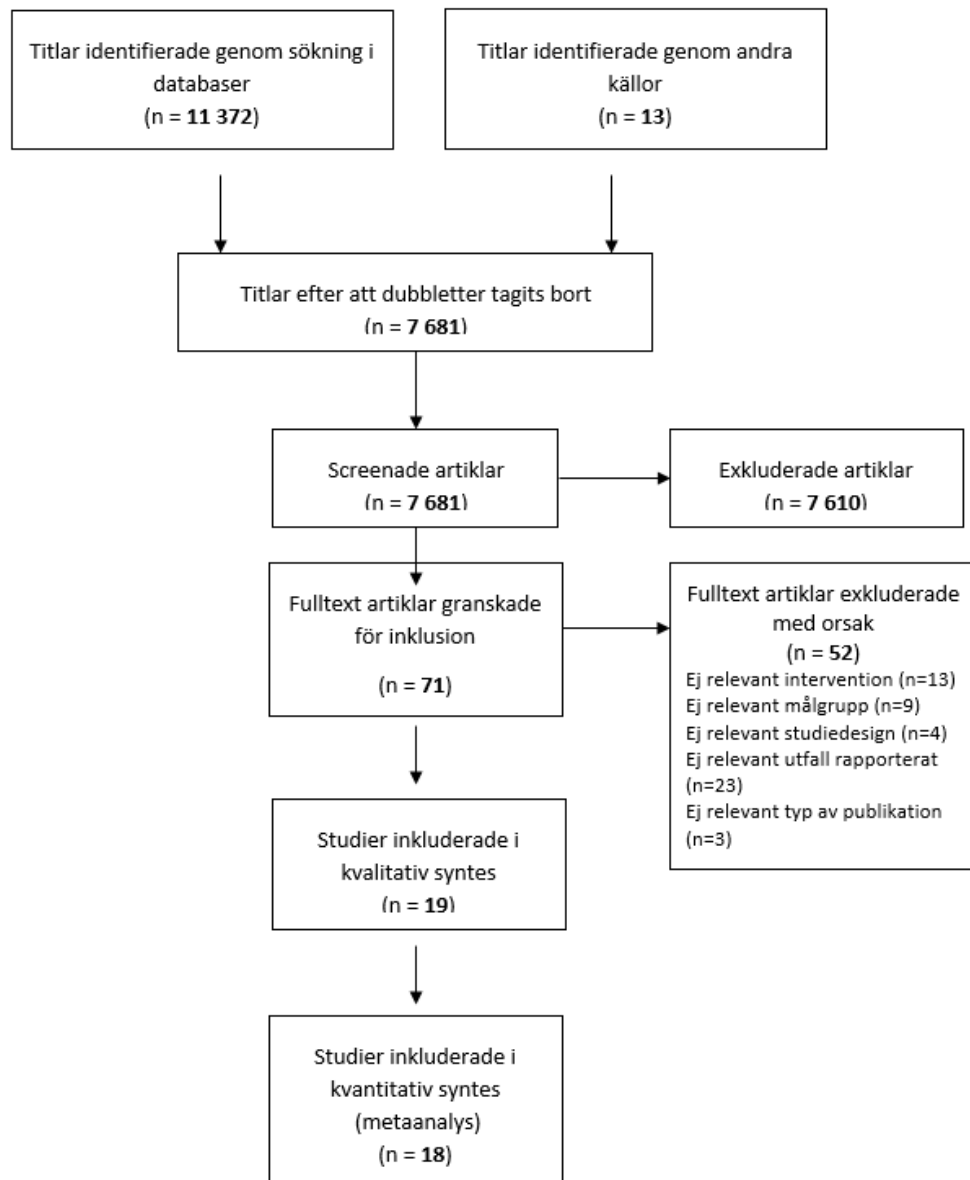 Titlar identifierade genom sökning i
databaser
(n = 11 372)
Titlar identifierade genom andra
källor
(n = 13)
Titlar efter att dubbletter tagits bort
(n = 7 681)
Screenade artiklar
(n = 7 681)
Exkluderade artiklar
(n = 7 610)
Fulltext artiklar granskade
för inklusion
(n = 71)
Fulltext artiklar exkluderade
med orsak
(n = 52)
Ej relevant intervention (n=13)
Ej relevant målgrupp (n=9)
Ej relevant studiedesign (n=4)
Ej relevant utfall rapporterat
(n=23)
Ej relevant typ av publikation
(n=3)
Studier inkluderade i
kvalitativ syntes
(n = 19)
Studier inkluderade i
kvantitativ syntes
(metaanalys)
(n = 18)